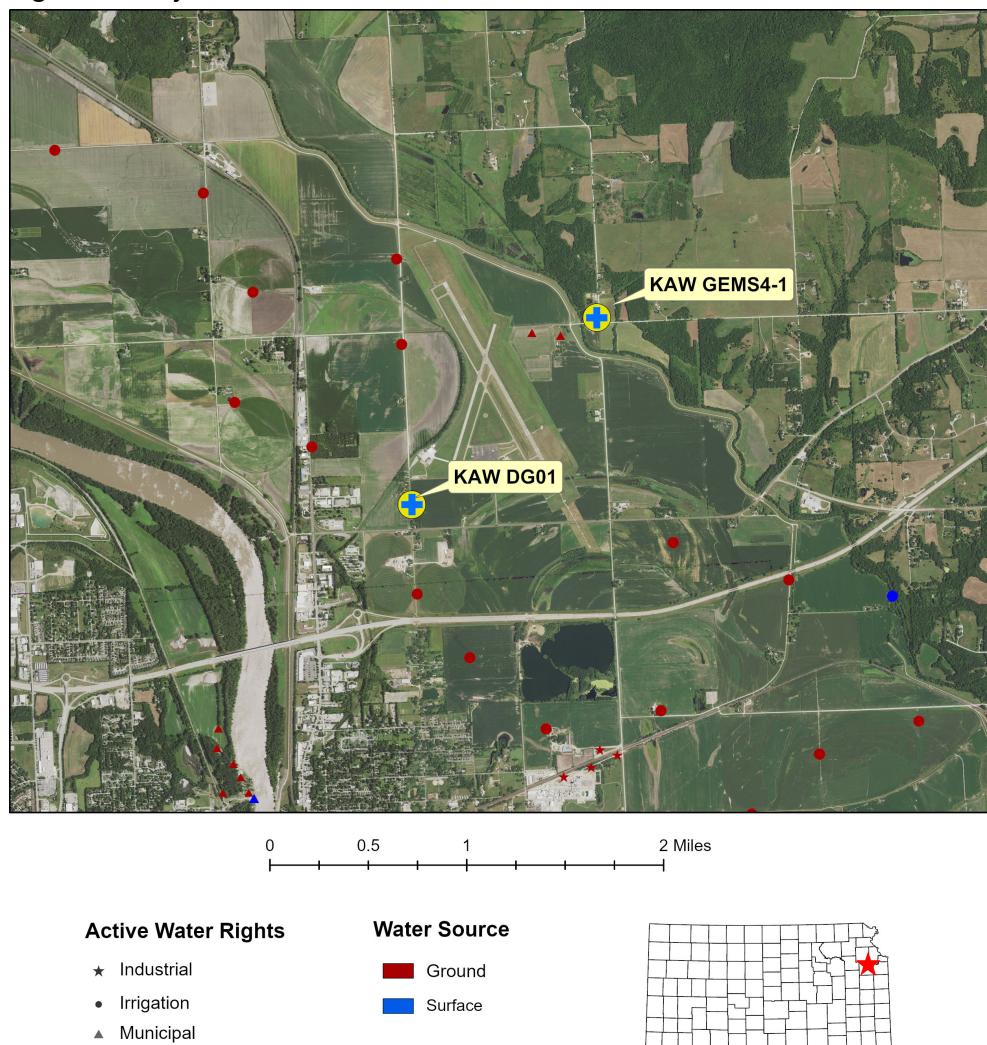 KAW GEMS4-1
KAW DG01
0 0.5 1 2 Miles
Active Water Rights
Industrial
Irrigation
Municipal
Water Source
Ground
Surface